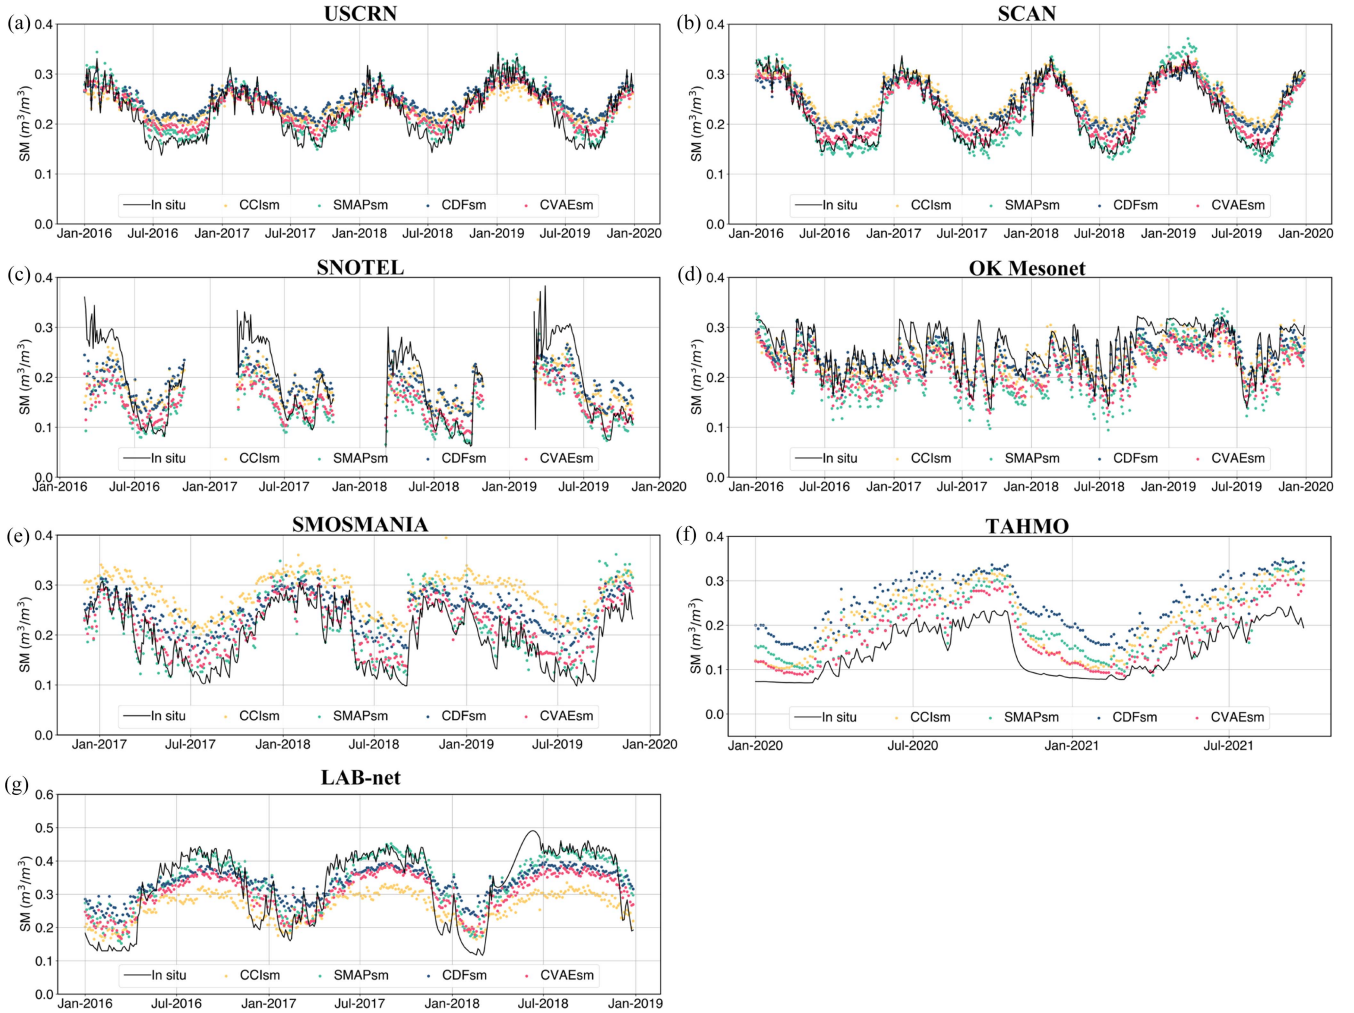 (a) USCRN
0.4
0.3
0.2
0.1
0.0
SM (m³/m³)
In situ CCIsm SMAPsm CDFsm CVAEsm
Jan-2016 Jul-2016 Jan-2017 Jul-2017 Jan-2018 Jul-2018 Jan-2019 Jul-2019 Jan-2020
(b) SCAN
0.4
0.3
0.2
0.1
0.0
SM (m³/m³)
In situ CCIsm SMAPsm CDFsm CVAEsm
Jan-2016 Jul-2016 Jan-2017 Jul-2017 Jan-2018 Jul-2018 Jan-2019 Jul-2019 Jan-2020
(c) SNOTEL
0.4
0.3
0.2
0.1
0.0
SM (m³/m³)
In situ CCIsm SMAPsm CDFsm CVAEsm
Jan-2016 Jul-2016 Jan-2017 Jul-2017 Jan-2018 Jul-2018 Jan-2019 Jul-2019 Jan-2020
(d) OK Mesonet
0.4
0.3
0.2
0.1
0.0
SM (m³/m³)
In situ CCIsm SMAPsm CDFsm CVAEsm
Jan-2016 Jul-2016 Jan-2017 Jul-2017 Jan-2018 Jul-2018 Jan-2019 Jul-2019 Jan-2020
(e) SMOSMANIA
0.4
0.3
0.2
0.1
0.0
SM (m³/m³)
In situ CCIsm SMAPsm CDFsm CVAEsm
Jan-2017 Jul-2017 Jan-2018 Jul-2018 Jan-2019 Jul-2019 Jan-2020
(f) TAHMO
0.4
0.3
0.2
0.1
0.0
SM (m³/m³)
In situ CCIsm SMAPsm CDFsm CVAEsm
Jan-2020 Jul-2020 Jan-2021 Jul-2021
(g) LAB-net
0.6
0.5
0.4
0.3
0.2
0.1
0.0
SM (m³/m³)
In situ CCIsm SMAPsm CDFsm CVAEsm
Jan-2016 Jul-2016 Jan-2017 Jul-2017 Jan-2018 Jul-2018 Jan-2019